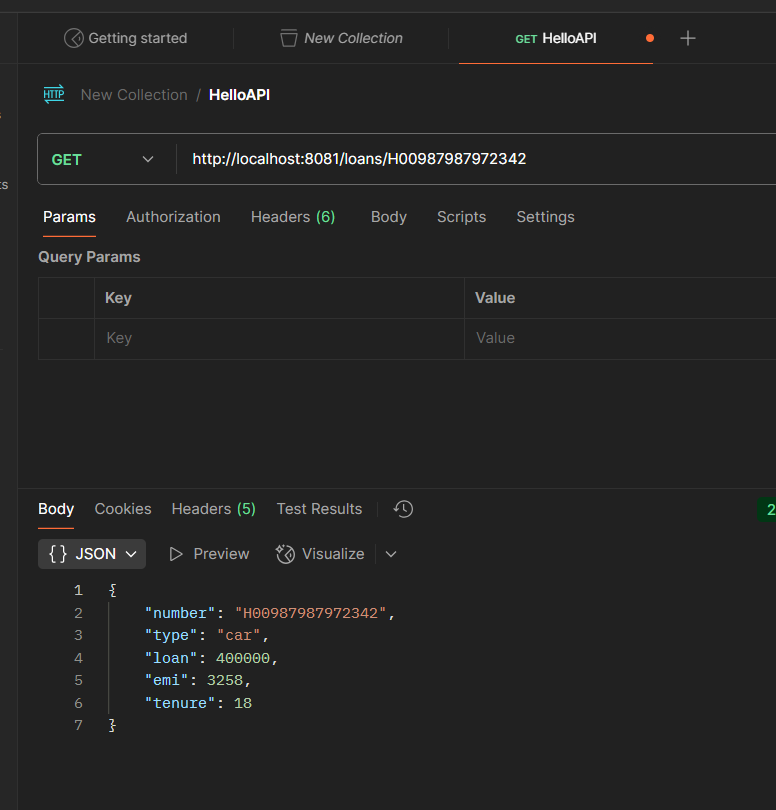 Getting started New Collection GET HelloAPI
HTTP New Collection / HelloAPI
GET http://localhost:8081/loans/H00987987972342
ts
Params Authorization Headers (6) Body Scripts Settings
Query Params
Key Value
Key Value
Body Cookies Headers (5) Test Results 2
{ } JSON Preview Visualize
1 {
2 "number": "H00987987972342",
3 "type": "car",
4 "loan": 400000,
5 "emi": 3258,
6 "tenure": 18
7 }